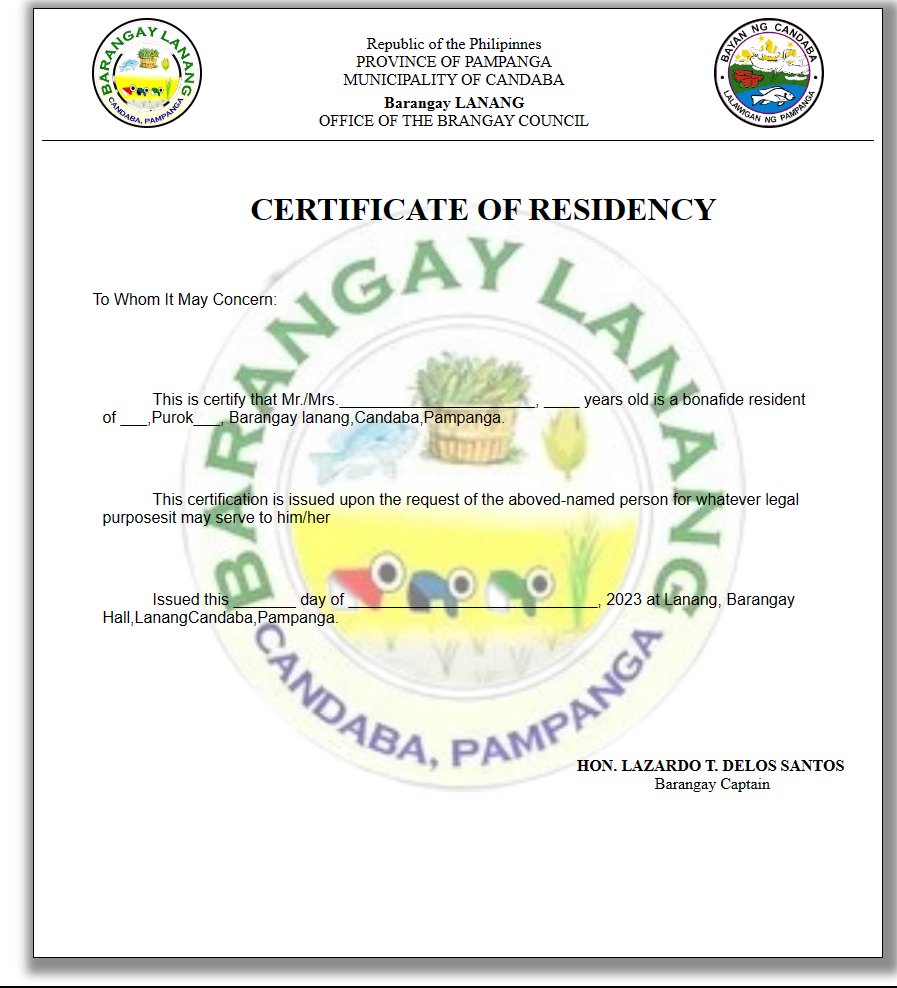 BARANGAY LANANG
CANDABA, PAMPANGA
Republic of the Philipinnes
PROVINCE OF PAMPANGA
MUNICIPALITY OF CANDABA
Barangay LANANG
OFFICE OF THE BRANGAY COUNCIL
BAYAN NG CANDABA
LALAWIGAN NG PAMPANGA
CERTIFICATE OF RESIDENCY
BARANGAY LANANG
To Whom It May Concern:
This is certify that Mr./Mrs.______________________, ____ years old is a bonafide resident
of ___,Purok___, Barangay lanang,Candaba,Pampanga.
This certification is issued upon the request of the aboved-named person for whatever legal
purposesit may serve to him/her
Issued this________ day of ____________________________, 2023 at Lanang, Barangay
Hall,LanangCandaba,Pampanga.
CANDABA, PAMPANGA
HON. LAZARDO T. DELOS SANTOS
Barangay Captain